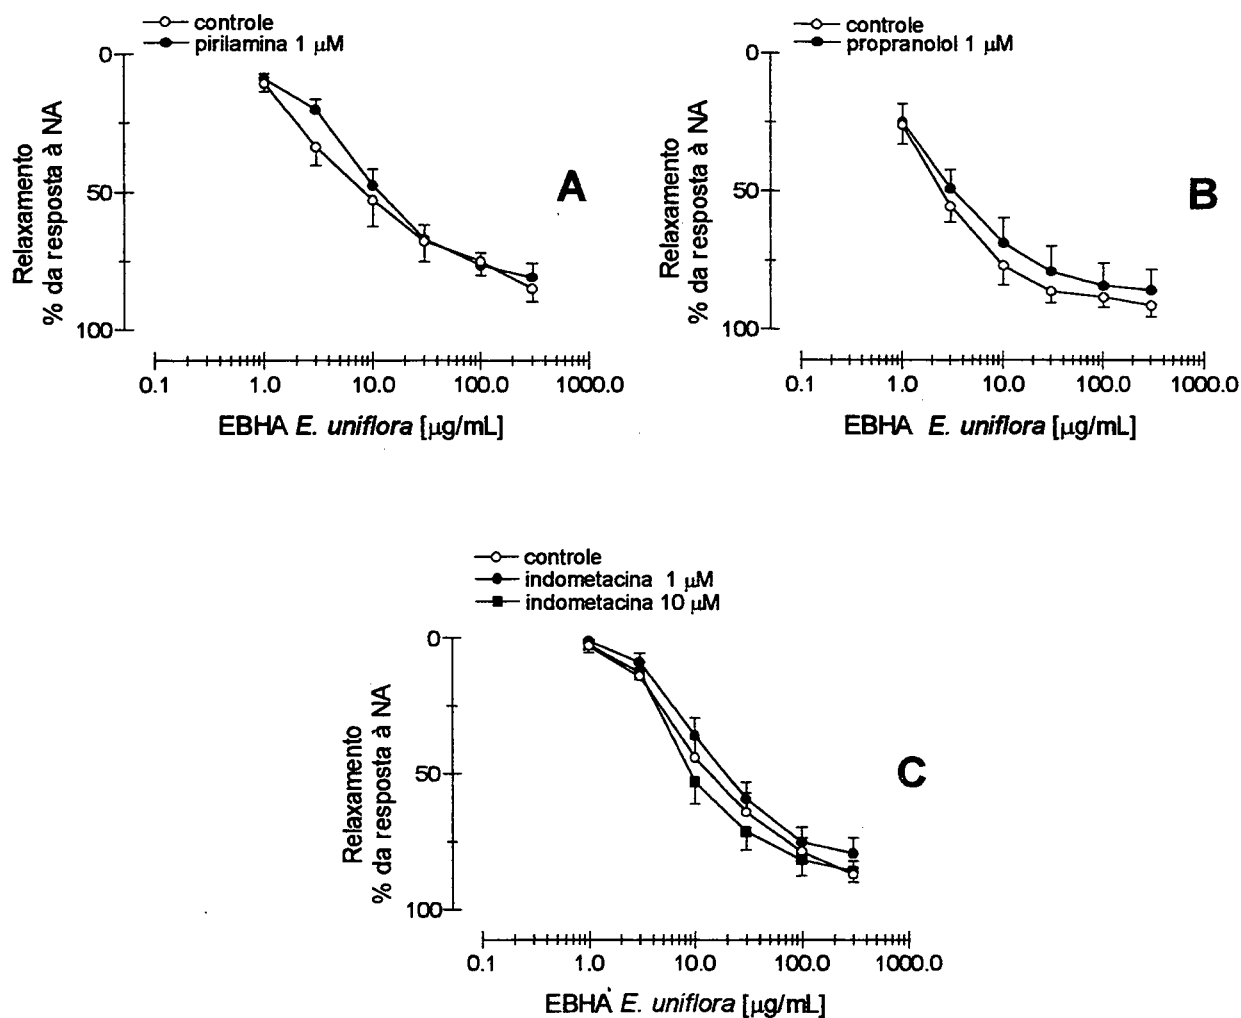 controle
pirilamina 1 µM
0
50
100
Relaxamento
% da resposta à NA
A
0.1 1.0 10.0 100.0 1000.0
EBHA E. uniflora [µg/mL]
controle
propranolol 1 µM
0
50
100
Relaxamento
% da resposta à NA
B
0.1 1.0 10.0 100.0 1000.0
EBHA E. uniflora [µg/mL]
controle
indometacina 1 µM
indometacina 10 µM
0
50
100
Relaxamento
% da resposta à NA
C
0.1 1.0 10.0 100.0 1000.0
EBHA E. uniflora [µg/mL]